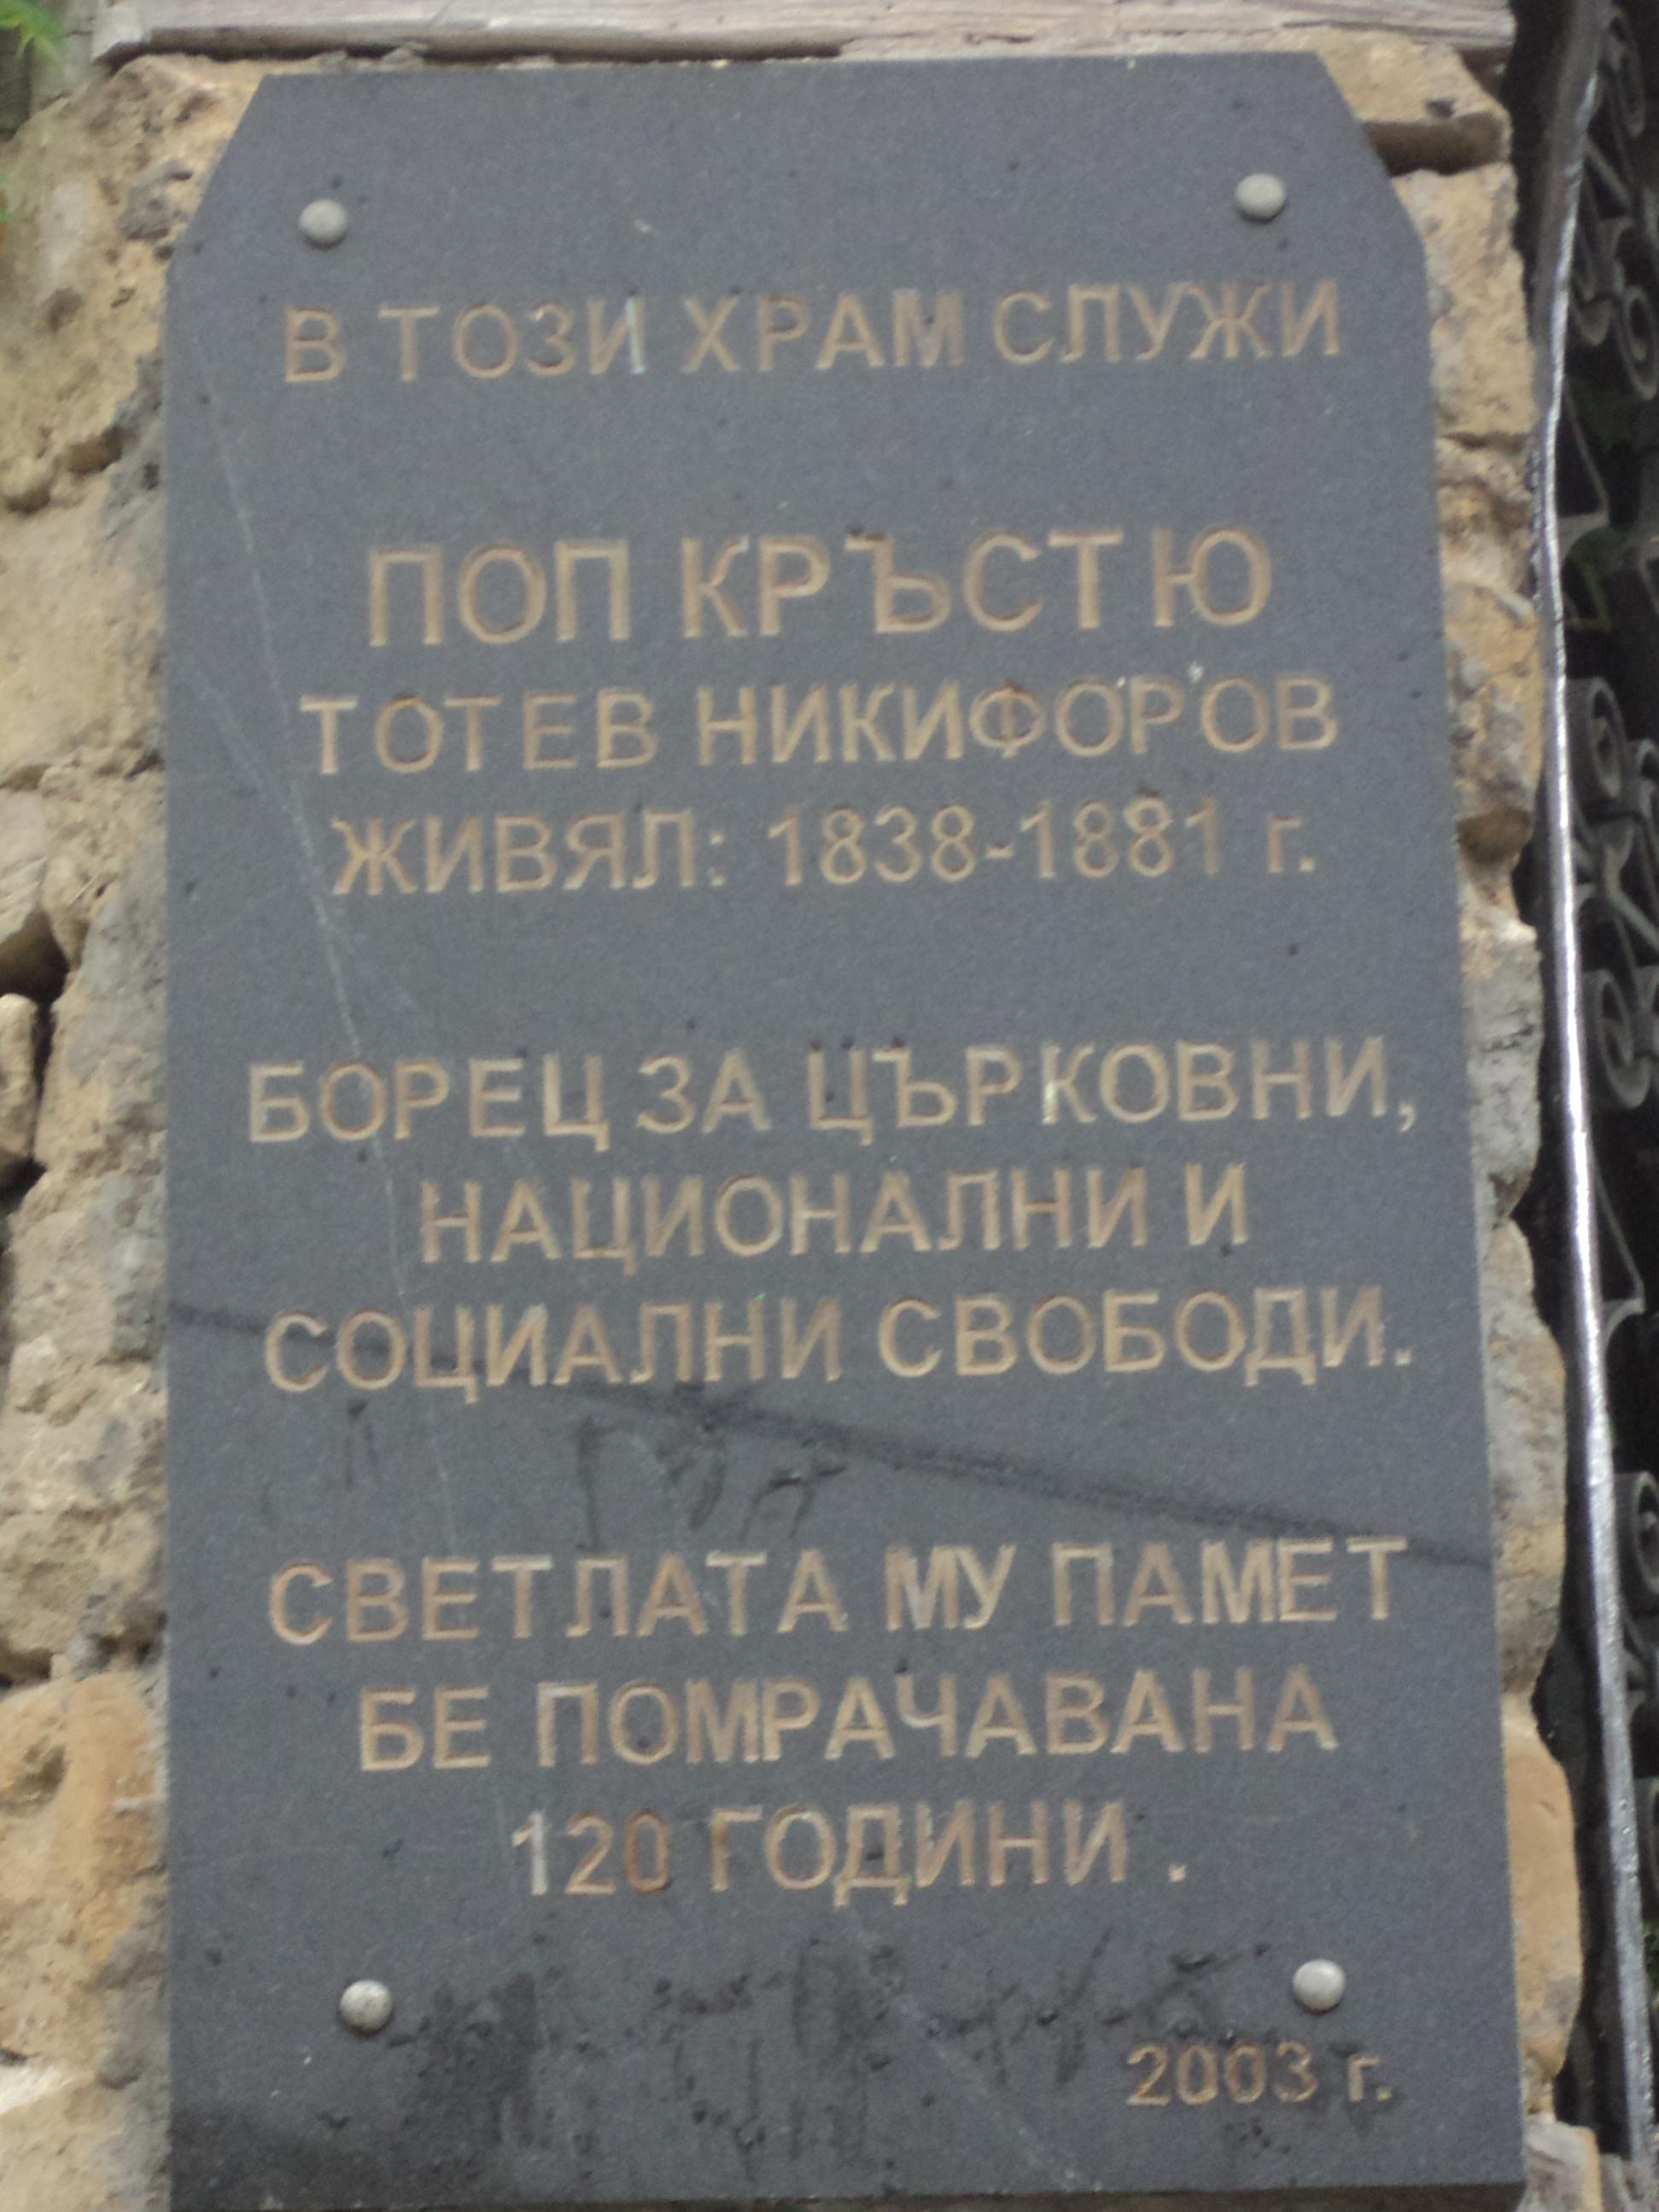 В ТОЗИ ХРАМ СЛУЖИ
ПОП КРЪСТЮ
ТОТЕВ НИКИФОРОВ
ЖИВЯЛ: 1838-1881 г.
БОРЕЦ ЗА ЦЪРКОВНИ,
НАЦИОНАЛНИ И
СОЦИАЛНИ СВОБОДИ.
СВЕТЛАТА МУ ПАМЕТ
БЕ ПОМРАЧАВАНА
120 ГОДИНИ .
2003 г.